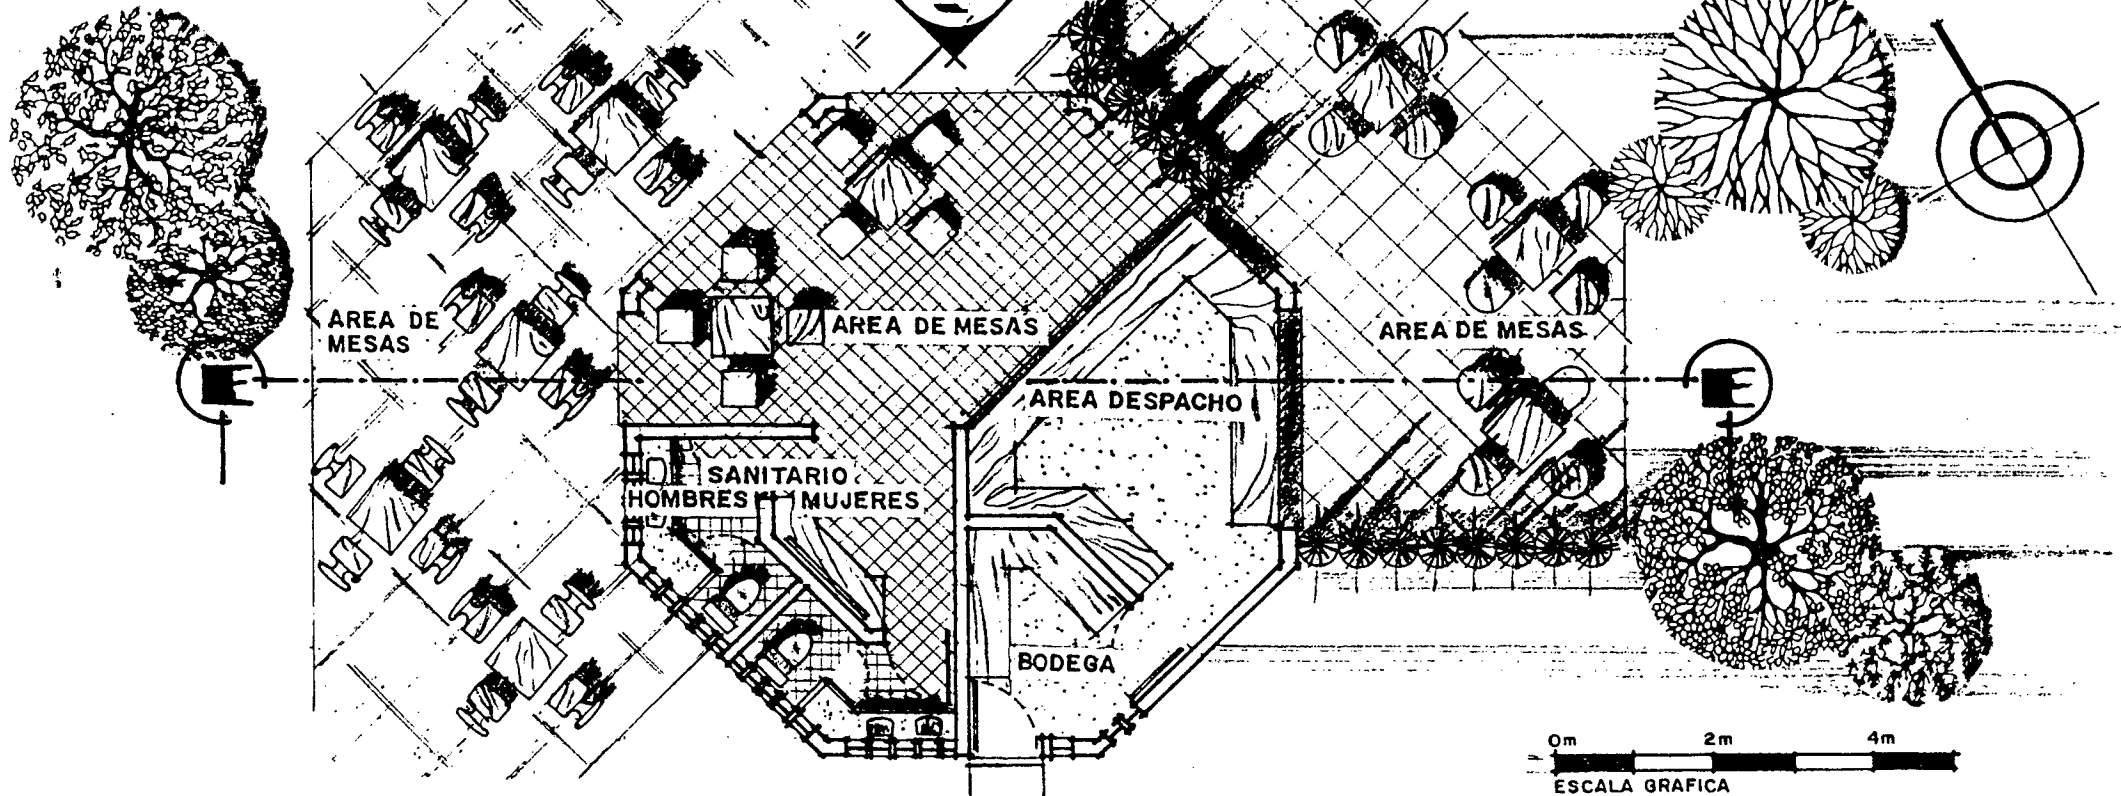 AREA DE
MESAS
AREA DE MESAS
AREA DE MESAS
AREA DESPACHO
SANITARIO
HOMBRES MUJERES
BODEGA
0m 2m 4m
ESCALA GRAFICA